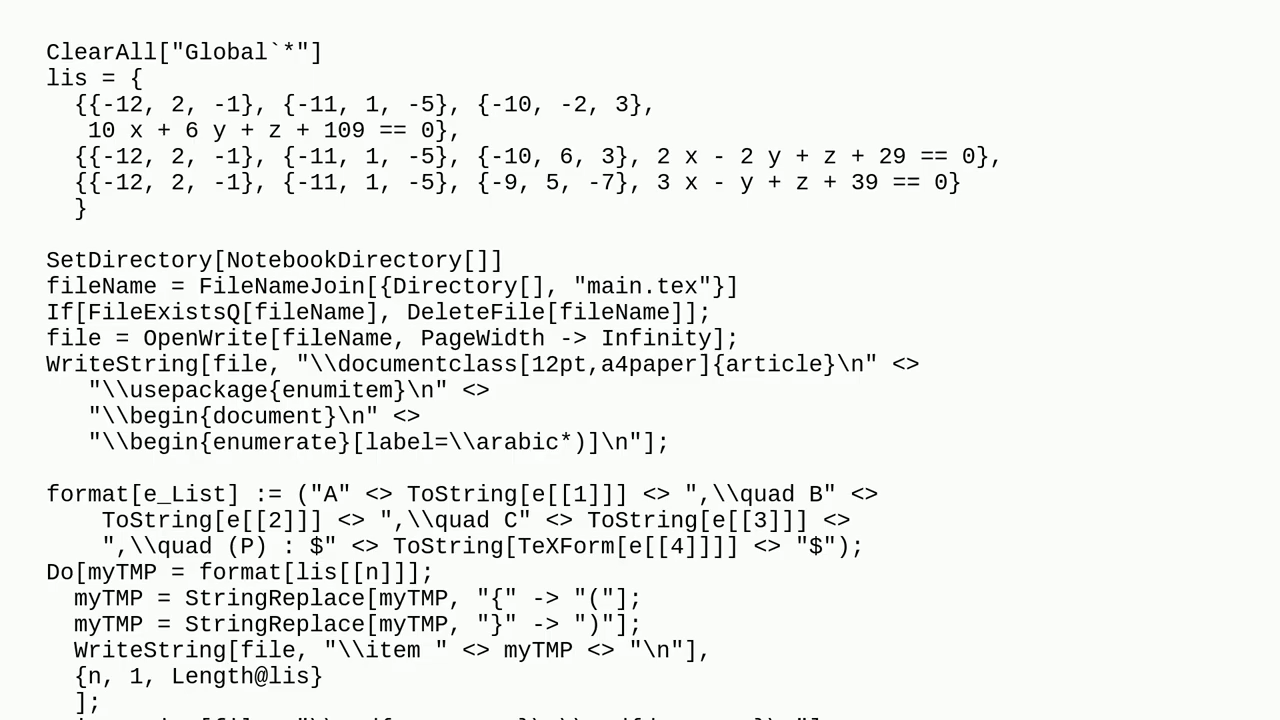 ClearAll["Global`*"]
lis = {
  {{-12, 2, -1}, {-11, 1, -5}, {-10, -2, 3},
   10 x + 6 y + z + 109 == 0},
  {{-12, 2, -1}, {-11, 1, -5}, {-10, 6, 3}, 2 x - 2 y + z + 29 == 0},
  {{-12, 2, -1}, {-11, 1, -5}, {-9, 5, -7}, 3 x - y + z + 39 == 0}
  }

SetDirectory[NotebookDirectory[]]
fileName = FileNameJoin[{Directory[], "main.tex"}]
If[FileExistsQ[fileName], DeleteFile[fileName]];
file = OpenWrite[fileName, PageWidth -> Infinity];
WriteString[file, "\\documentclass[12pt,a4paper]{article}\n" <>
   "\\usepackage{enumitem}\n" <>
   "\\begin{document}\n" <>
   "\\begin{enumerate}[label=\\arabic*)]\n"];

format[e_List] := ("A" <> ToString[e[[1]]] <> ",\\quad B" <>
    ToString[e[[2]]] <> ",\\quad C" <> ToString[e[[3]]] <>
    ",\\quad (P) : $" <> ToString[TeXForm[e[[4]]]] <> "$");
Do[myTMP = format[lis[[n]]];
  myTMP = StringReplace[myTMP, "{" -> "("];
  myTMP = StringReplace[myTMP, "}" -> ")"];
  WriteString[file, "\\item " <> myTMP <> "\n"],
  {n, 1, Length@lis}
  ];